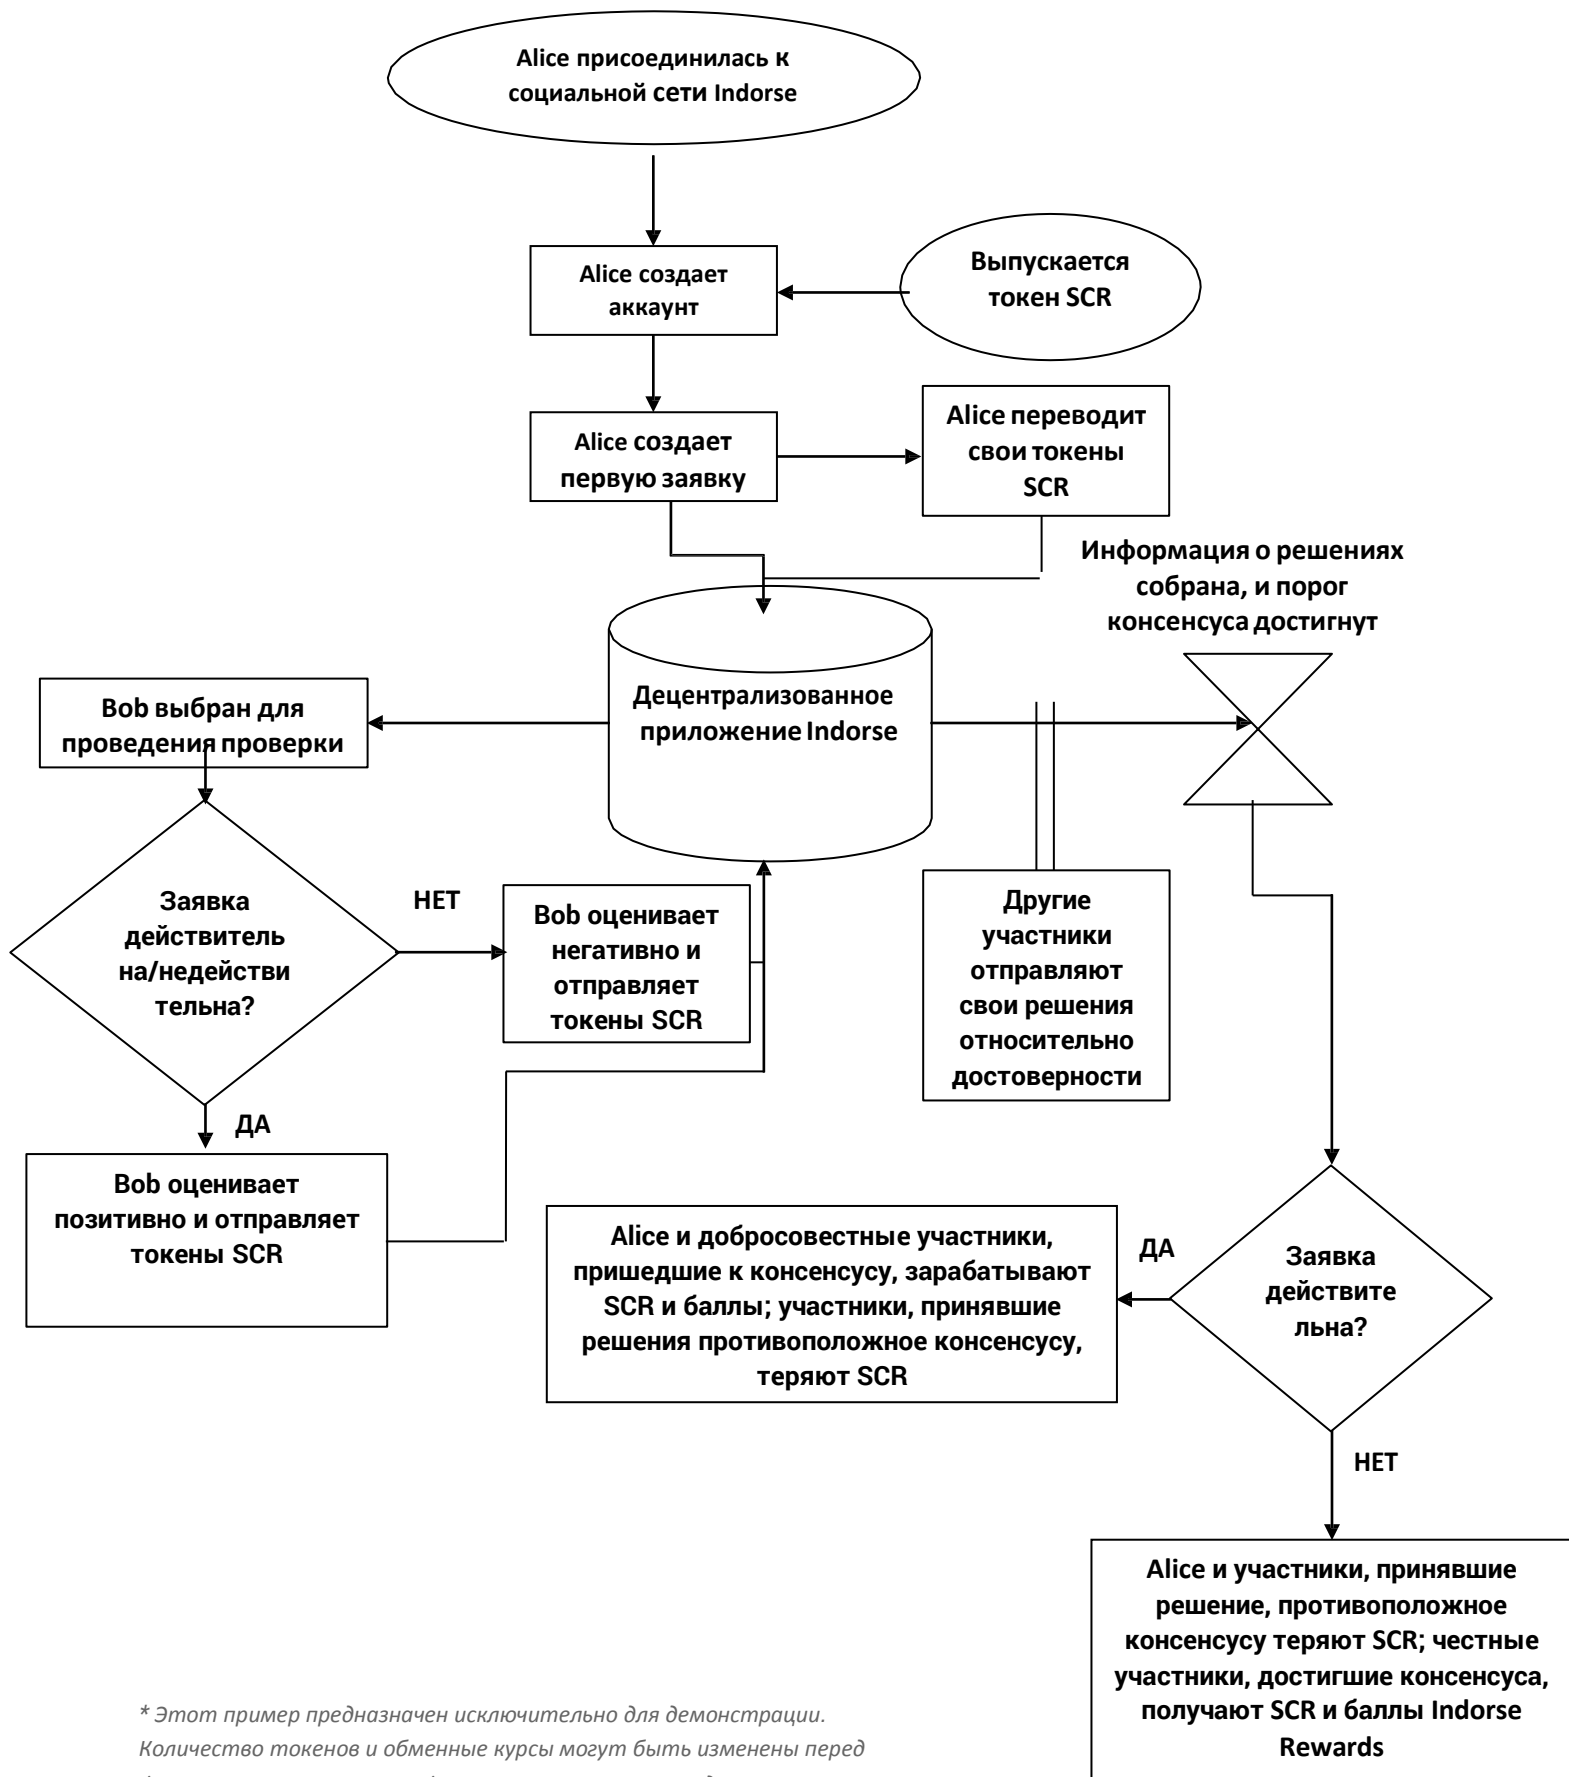 Alice присоединилась к
социальной сети Indorse
Alice создает
аккаунт
Выпускается
токен SCR
Alice создает
первую заявку
Alice переводит
свои токены
SCR
Информация о решениях
собрана, и порог
консенсуса достигнут
Децентрализованное
приложение Indorse
Bob выбран для
проведения проверки
Заявка
действитель
на/недействи
тельна?
НЕТ
Bob оценивает
негативно и
отправляет
токены SCR
Другие
участники
отправляют
свои решения
относительно
достоверности
ДА
Bob оценивает
позитивно и отправляет
токены SCR
Alice и добросовестные участники,
пришедшие к консенсусу, зарабатывают
SCR и баллы; участники, принявшие
решения противоположное консенсусу,
теряют SCR
ДА
Заявка
действите
льна?
НЕТ
Alice и участники, принявшие
решение, противоположное
консенсусу теряют SCR; честные
участники, достигшие консенсуса,
получают SCR и баллы Indorse
Rewards
* Этот пример предназначен исключительно для демонстрации.
Количество токенов и обменные курсы могут быть изменены перед